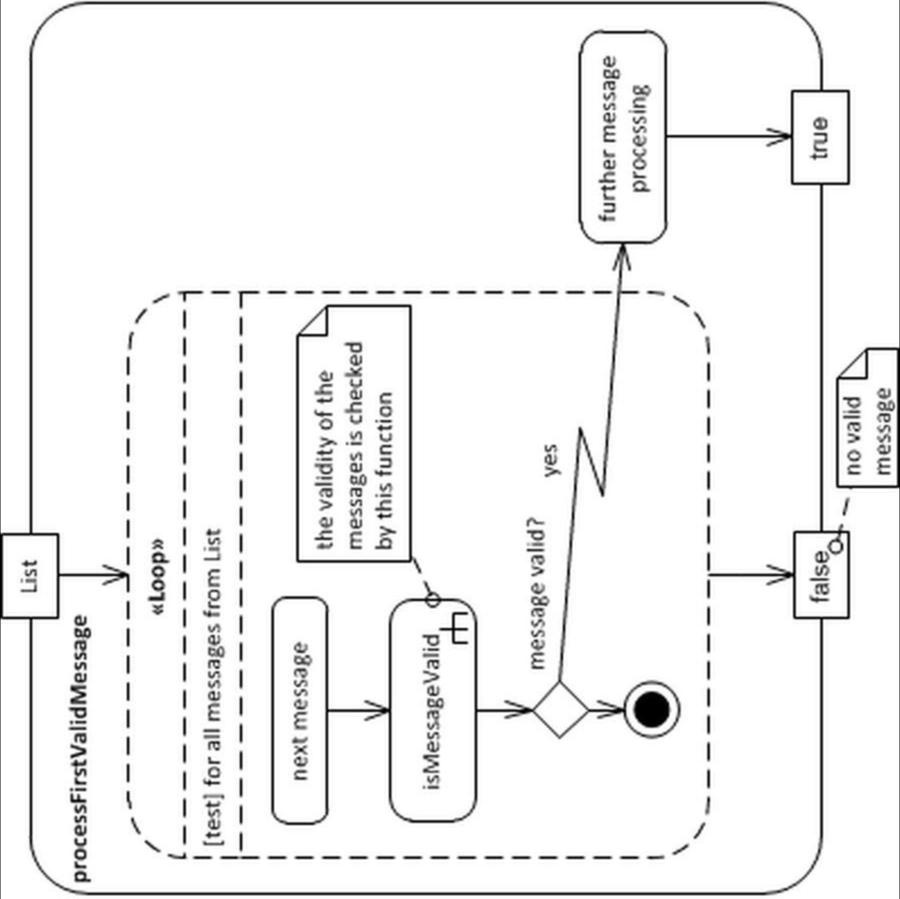 List
processFirstValidMessage
«Loop»
[test] for all messages from List
next message
the validity of the
messages is checked
by this function
isMessageValid
message valid?
yes
further message
processing
true
false
no valid
message